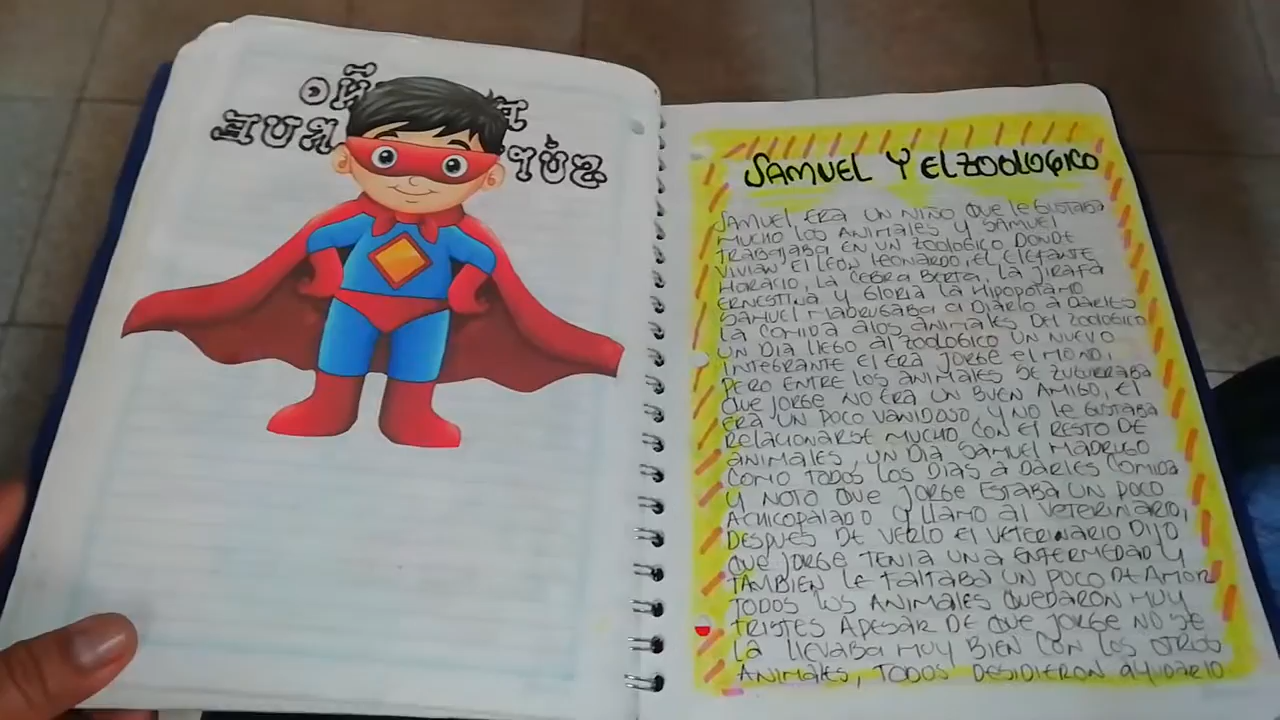 SAMUEL Y EL ZOOLOGICO
SAMUEL ERA UN NIÑO QUE LE GUSTABA
MUCHO LOS ANIMALES Y SAMUEL
TRABAJABA EN UN ZOOLOGICO DONDE
VIVIAN EL LEON LEONARDO, EL ELEFANTE
HORACIO, LA CEBRA BERTA, LA JIRAFA
ERNESTINA Y GLORIA LA HIPOPOTAMO
SAMUEL MADRUGABA A DIARIO A DARLES
LA COMIDA A LOS ANIMALES DEL ZOOLOGICO
UN DIA LLEGO AL ZOOLOGICO UN NUEVO
INTEGRANTE EL ERA JORGE EL MONO,
PERO ENTRE LOS ANIMALES SE ZUZURRABA
QUE JORGE NO ERA UN BUEN AMIGO, EL
ERA UN POCO VANIDOSO, Y NO LE GUSTABA
RELACIONARSE MUCHO CON EL RESTO DE
ANIMALES, UN DIA SAMUEL MADRUGO
COMO TODOS LOS DIAS A DARLES COMIDA
Y NOTO QUE JORGE ESTABA UN POCO
ACHICOPALADO Y LLAMO AL VETERINARIO,
DESPUES DE VERLO EL VETERINARIO DIJO
QUE JORGE TENIA UNA ENFERMEDAD Y
TAMBIEN LE FALTABA UN POCO DE AMOR
TODOS LOS ANIMALES QUEDARON MUY
TRISTES APESAR DE QUE JORGE NO SE
LA LLEVABA MUY BIEN CON LOS OTROS
ANIMALES, TODOS DESIDIERON AYUDARLO